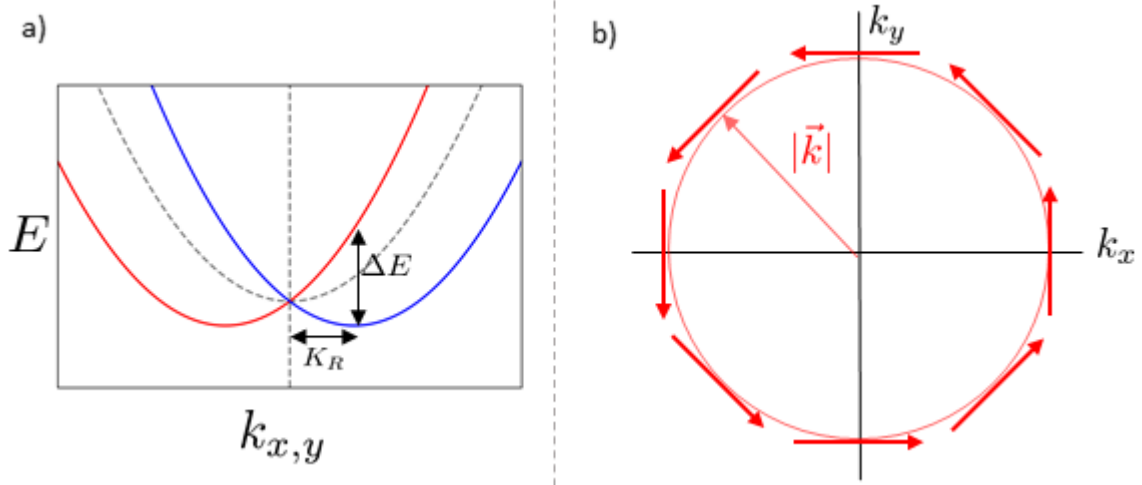 a)
E
ΔE
K_R
k_{x,y}
b)
k_y
|\vec{k}|
k_x